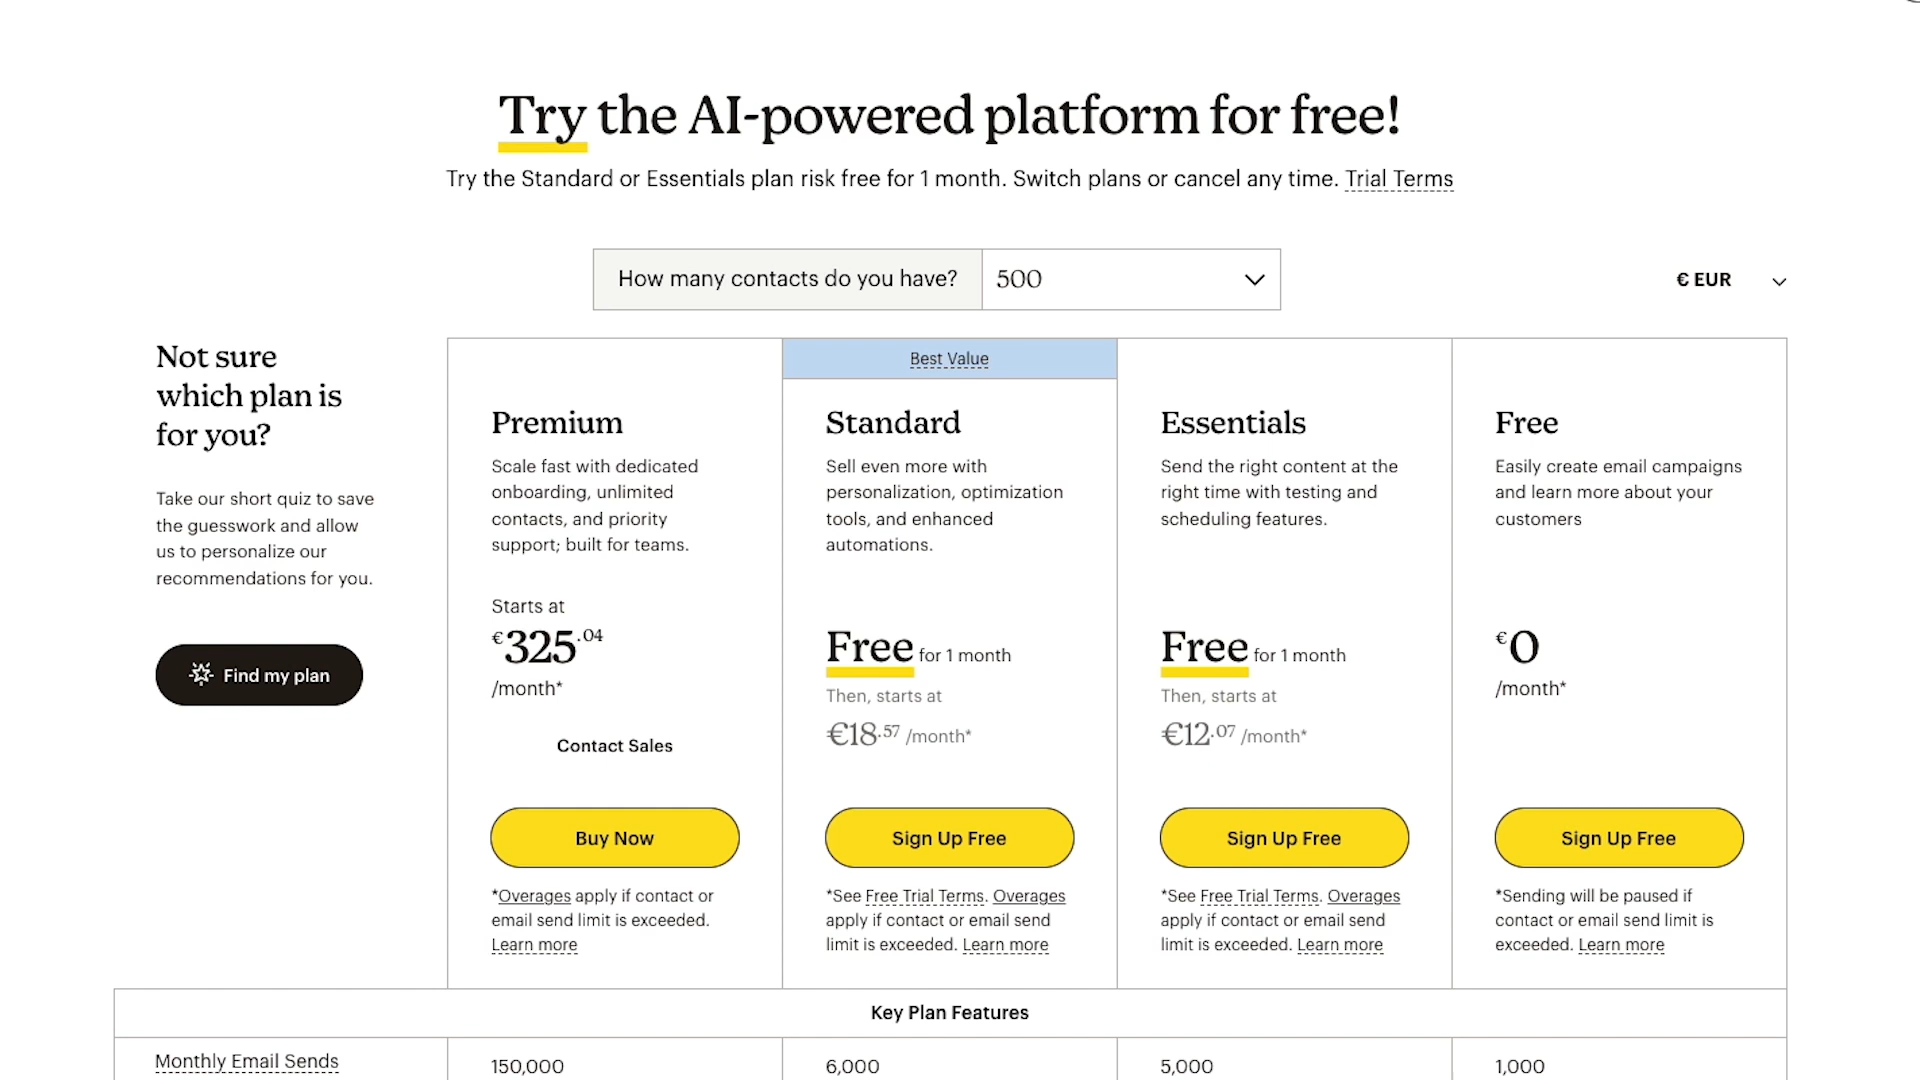 Try the AI-powered platform for free!
Try the Standard or Essentials plan risk free for 1 month. Switch plans or cancel any time. Trial Terms
How many contacts do you have?
500
€ EUR
Not sure
which plan is
for you?
Take our short quiz to save
the guesswork and allow
us to personalize our
recommendations for you.
Find my plan
Premium
Scale fast with dedicated
onboarding, unlimited
contacts, and priority
support; built for teams.
Starts at
€325.04
/month*
Contact Sales
Buy Now
*Overages apply if contact or
email send limit is exceeded.
Learn more
Best Value
Standard
Sell even more with
personalization, optimization
tools, and enhanced
automations.
Free for 1 month
Then, starts at
€18.57 /month*
Sign Up Free
*See Free Trial Terms. Overages
apply if contact or email send
limit is exceeded. Learn more
Essentials
Send the right content at the
right time with testing and
scheduling features.
Free for 1 month
Then, starts at
€12.07 /month*
Sign Up Free
*See Free Trial Terms. Overages
apply if contact or email send
limit is exceeded. Learn more
Free
Easily create email campaigns
and learn more about your
customers
€0
/month*
Sign Up Free
*Sending will be paused if
contact or email send limit is
exceeded. Learn more
Key Plan Features
Monthly Email Sends
150,000
6,000
5,000
1,000